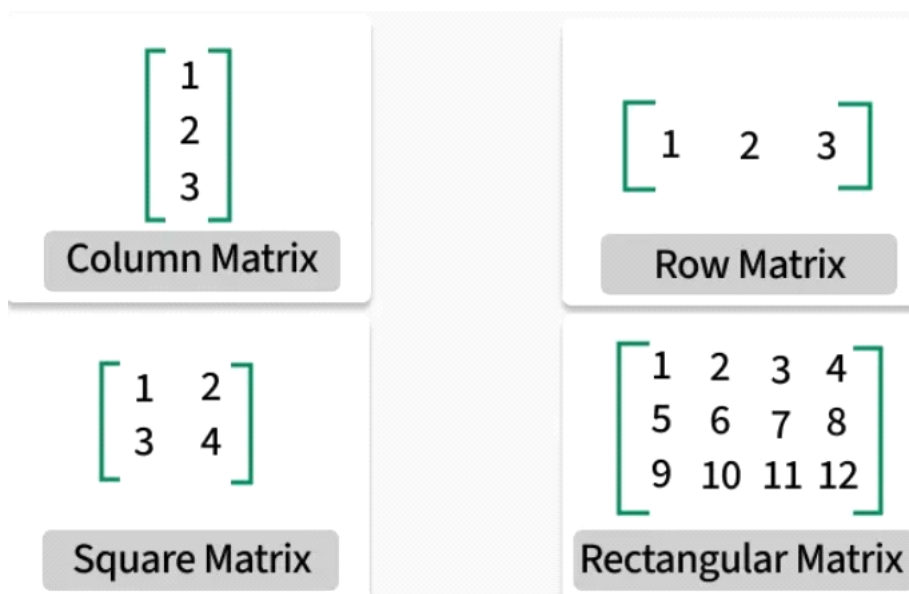 1
2
3
Column Matrix
1 2 3
Row Matrix
1 2
3 4
Square Matrix
1 2 3 4
5 6 7 8
9 10 11 12
Rectangular Matrix